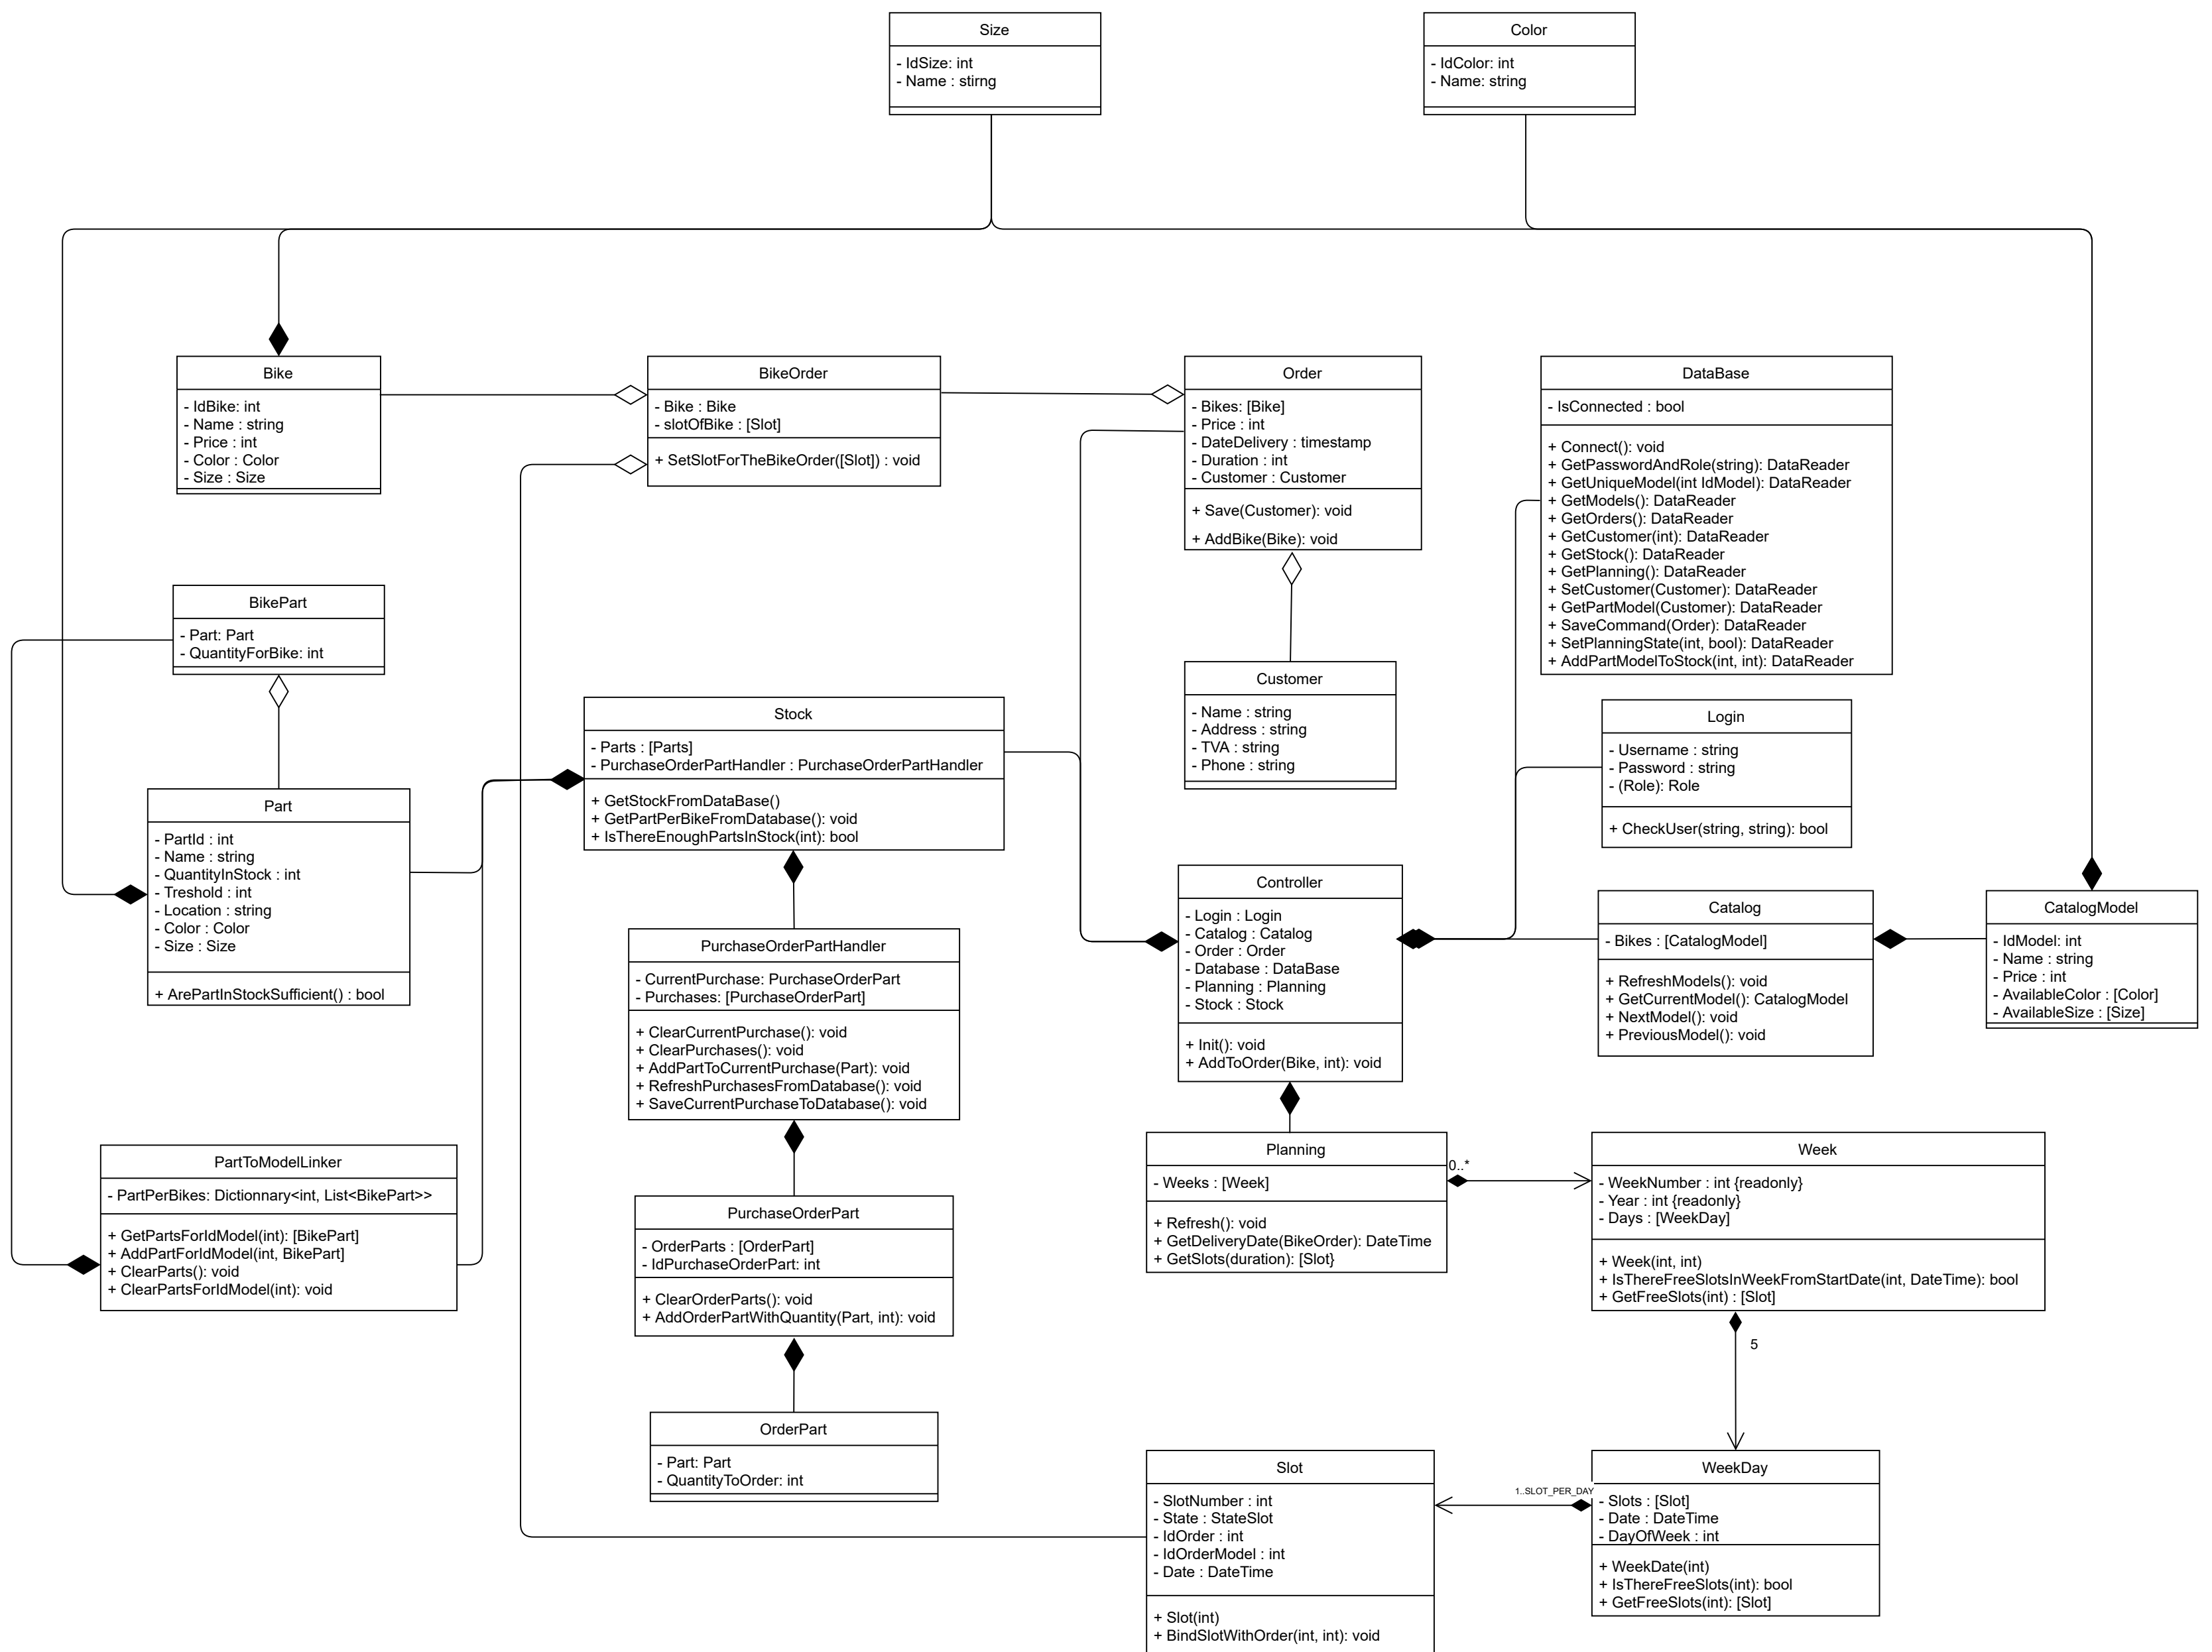 Size
- IdSize: int
- Name : stirng
Color
- IdColor: int
- Name: string
Bike
- IdBike: int
- Name : string
- Price : int
- Color : Color
- Size : Size
BikeOrder
- Bike : Bike
- slotOfBike : [Slot]
+ SetSlotForTheBikeOrder([Slot]) : void
Order
- Bikes: [Bike]
- Price : int
- DateDelivery : timestamp
- Duration : int
- Customer : Customer
+ Save(Customer): void
+ AddBike(Bike): void
DataBase
- IsConnected : bool
+ Connect(): void
+ GetPasswordAndRole(string): DataReader
+ GetUniqueModel(int IdModel): DataReader
+ GetModels(): DataReader
+ GetOrders(): DataReader
+ GetCustomer(int): DataReader
+ GetStock(): DataReader
+ GetPlanning(): DataReader
+ SetCustomer(Customer): DataReader
+ GetPartModel(Customer): DataReader
+ SaveCommand(Order): DataReader
+ SetPlanningState(int, bool): DataReader
+ AddPartModelToStock(int, int): DataReader
BikePart
- Part: Part
- QuantityForBike: int
Customer
- Name : string
- Address : string
- TVA : string
- Phone : string
Stock
- Parts : [Parts]
- PurchaseOrderPartHandler : PurchaseOrderPartHandler
+ GetStockFromDataBase()
+ GetPartPerBikeFromDatabase(): void
+ IsThereEnoughPartsInStock(int): bool
Login
- Username : string
- Password : string
- (Role): Role
+ CheckUser(string, string): bool
Part
- PartId : int
- Name : string
- QuantityInStock : int
- Treshold : int
- Location : string
- Color : Color
- Size : Size
+ ArePartInStockSufficient() : bool
Controller
- Login : Login
- Catalog : Catalog
- Order : Order
- Database : DataBase
- Planning : Planning
- Stock : Stock
+ Init(): void
+ AddToOrder(Bike, int): void
Catalog
- Bikes : [CatalogModel]
+ RefreshModels(): void
+ GetCurrentModel(): CatalogModel
+ NextModel(): void
+ PreviousModel(): void
CatalogModel
- IdModel: int
- Name : string
- Price : int
- AvailableColor : [Color]
- AvailableSize : [Size]
PurchaseOrderPartHandler
- CurrentPurchase: PurchaseOrderPart
- Purchases: [PurchaseOrderPart]
+ ClearCurrentPurchase(): void
+ ClearPurchases(): void
+ AddPartToCurrentPurchase(Part): void
+ RefreshPurchasesFromDatabase(): void
+ SaveCurrentPurchaseToDatabase(): void
PartToModelLinker
- PartPerBikes: Dictionnary<int, List<BikePart>>
+ GetPartsForIdModel(int): [BikePart]
+ AddPartForIdModel(int, BikePart]
+ ClearParts(): void
+ ClearPartsForIdModel(int): void
Planning
- Weeks : [Week]
+ Refresh(): void
+ GetDeliveryDate(BikeOrder): DateTime
+ GetSlots(duration): [Slot}
0..*
Week
- WeekNumber : int {readonly}
- Year : int {readonly}
- Days : [WeekDay]
+ Week(int, int)
+ IsThereFreeSlotsInWeekFromStartDate(int, DateTime): bool
+ GetFreeSlots(int) : [Slot]
5
PurchaseOrderPart
- OrderParts : [OrderPart]
- IdPurchaseOrderPart: int
+ ClearOrderParts(): void
+ AddOrderPartWithQuantity(Part, int): void
OrderPart
- Part: Part
- QuantityToOrder: int
Slot
- SlotNumber : int
- State : StateSlot
- IdOrder : int
- IdOrderModel : int
- Date : DateTime
+ Slot(int)
+ BindSlotWithOrder(int, int): void
1..SLOT_PER_DAY
WeekDay
- Slots : [Slot]
- Date : DateTime
- DayOfWeek : int
+ WeekDate(int)
+ IsThereFreeSlots(int): bool
+ GetFreeSlots(int): [Slot]